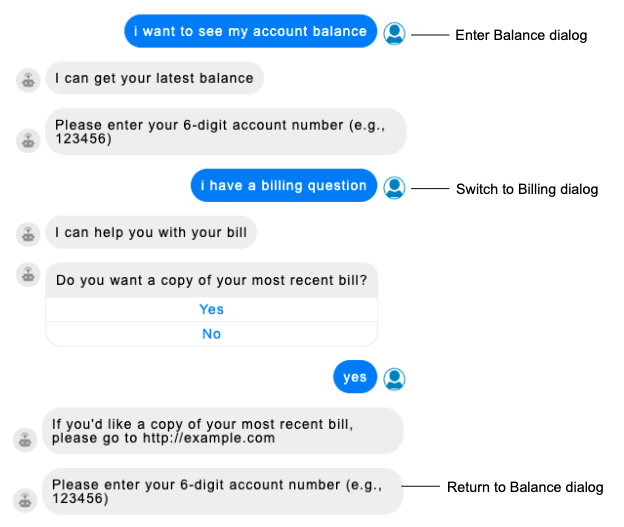 i want to see my account balance
Enter Balance dialog
I can get your latest balance
Please enter your 6-digit account number (e.g.,
123456)
i have a billing question
Switch to Billing dialog
I can help you with your bill
Do you want a copy of your most recent bill?
Yes
No
yes
If you'd like a copy of your most recent bill,
please go to http://example.com
Please enter your 6-digit account number (e.g.,
123456)
Return to Balance dialog